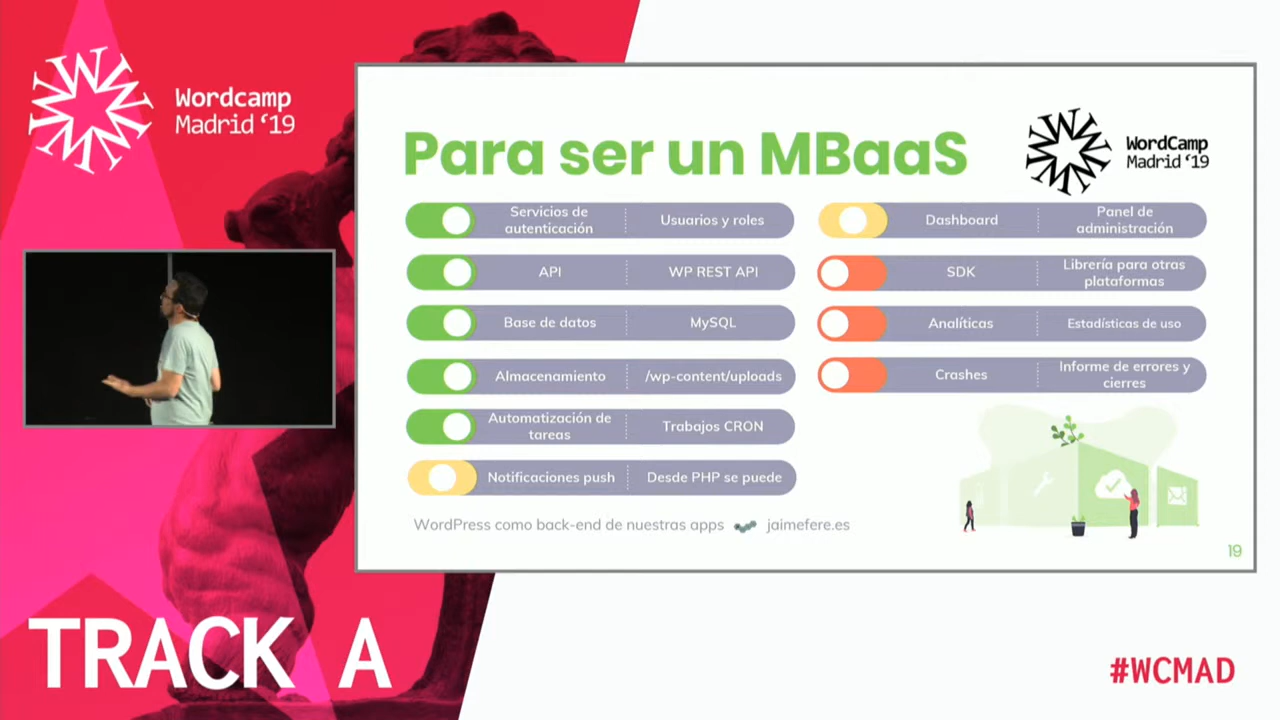 Wordcamp
Madrid ‘19
Para ser un MBaaS
WordCamp
Madrid ‘19
Servicios de
autenticación
Usuarios y roles
API
WP REST API
Base de datos
MySQL
Almacenamiento
/wp-content/uploads
Automatización de
tareas
Trabajos CRON
Notificaciones push
Desde PHP se puede
Dashboard
Panel de
administración
SDK
Librería para otras
plataformas
Analíticas
Estadísticas de uso
Crashes
Informe de errores y
cierres
WordPress como back-end de nuestras apps
jaimefere.es
19
TRACK A
#WCMAD